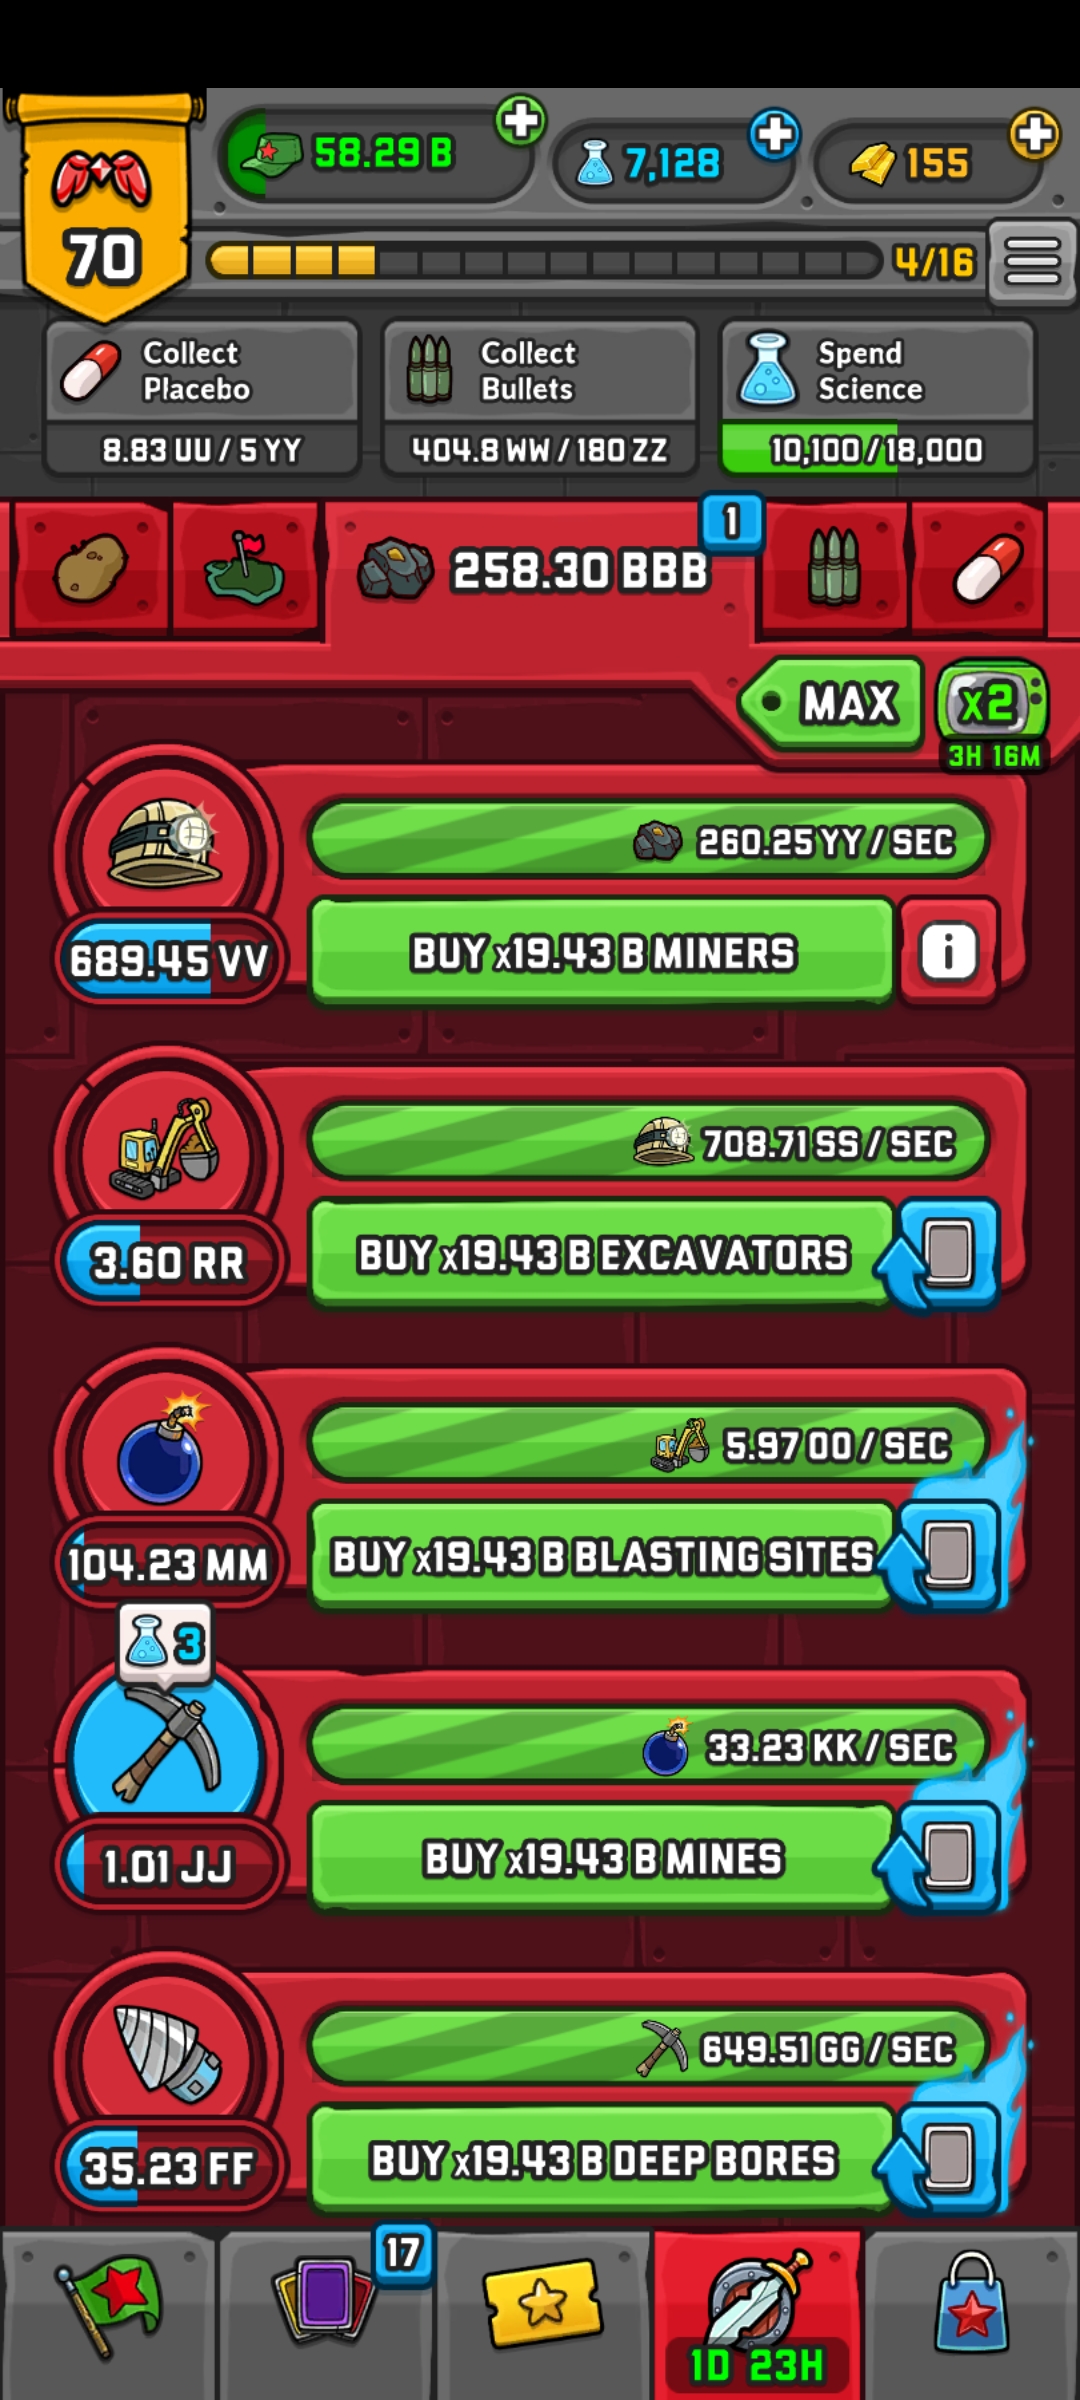 58.29 B
7,128
155
70
4/16
Collect
Placebo
Collect
Bullets
Spend
Science
8.83 UU / 5 YY
404.8 WW / 180 ZZ
10,100 / 18,000
1
258.30 BBB
MAX
x2
3H 16M
260.25 YY / SEC
689.45 VV
BUY x19.43 B MINERS
i
708.71 SS / SEC
3.60 RR
BUY x19.43 B EXCAVATORS
5.97 OO / SEC
104.23 MM
BUY x19.43 B BLASTING SITES
3
33.23 KK / SEC
1.01 JJ
BUY x19.43 B MINES
649.51 GG / SEC
35.23 FF
BUY x19.43 B DEEP BORES
17
1D 23H